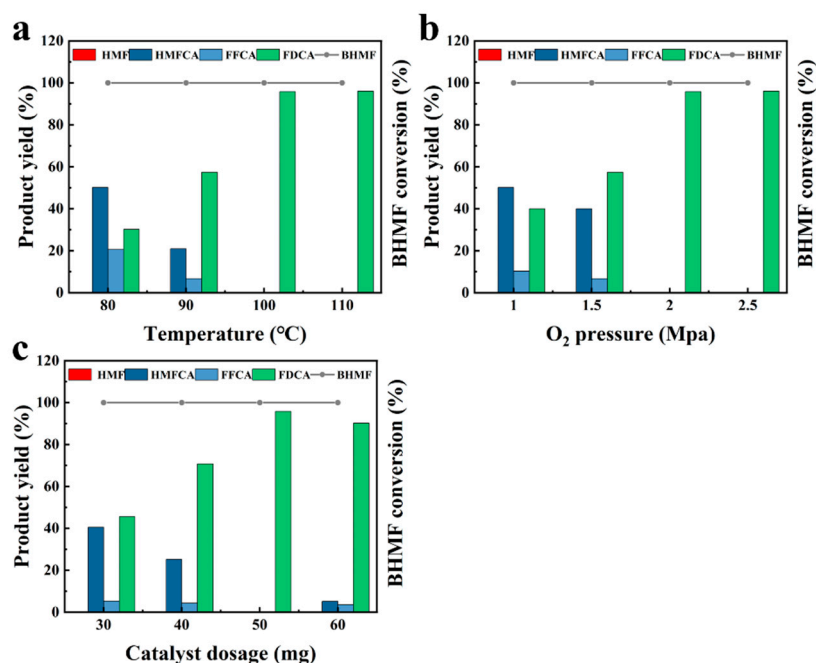 a
HMF HMFCA FFCA FDCA BHMF
120
100
80
60
40
20
0
Product yield (%)
BHMF conversion (%)
80 90 100 110
Temperature (℃)
b
HMF HMFCA FFCA FDCA BHMF
120
100
80
60
40
20
0
Product yield (%)
BHMF conversion (%)
1 1.5 2 2.5
O₂ pressure (Mpa)
c
HMF HMFCA FFCA FDCA BHMF
120
100
80
60
40
20
0
Product yield (%)
BHMF conversion (%)
30 40 50 60
Catalyst dosage (mg)